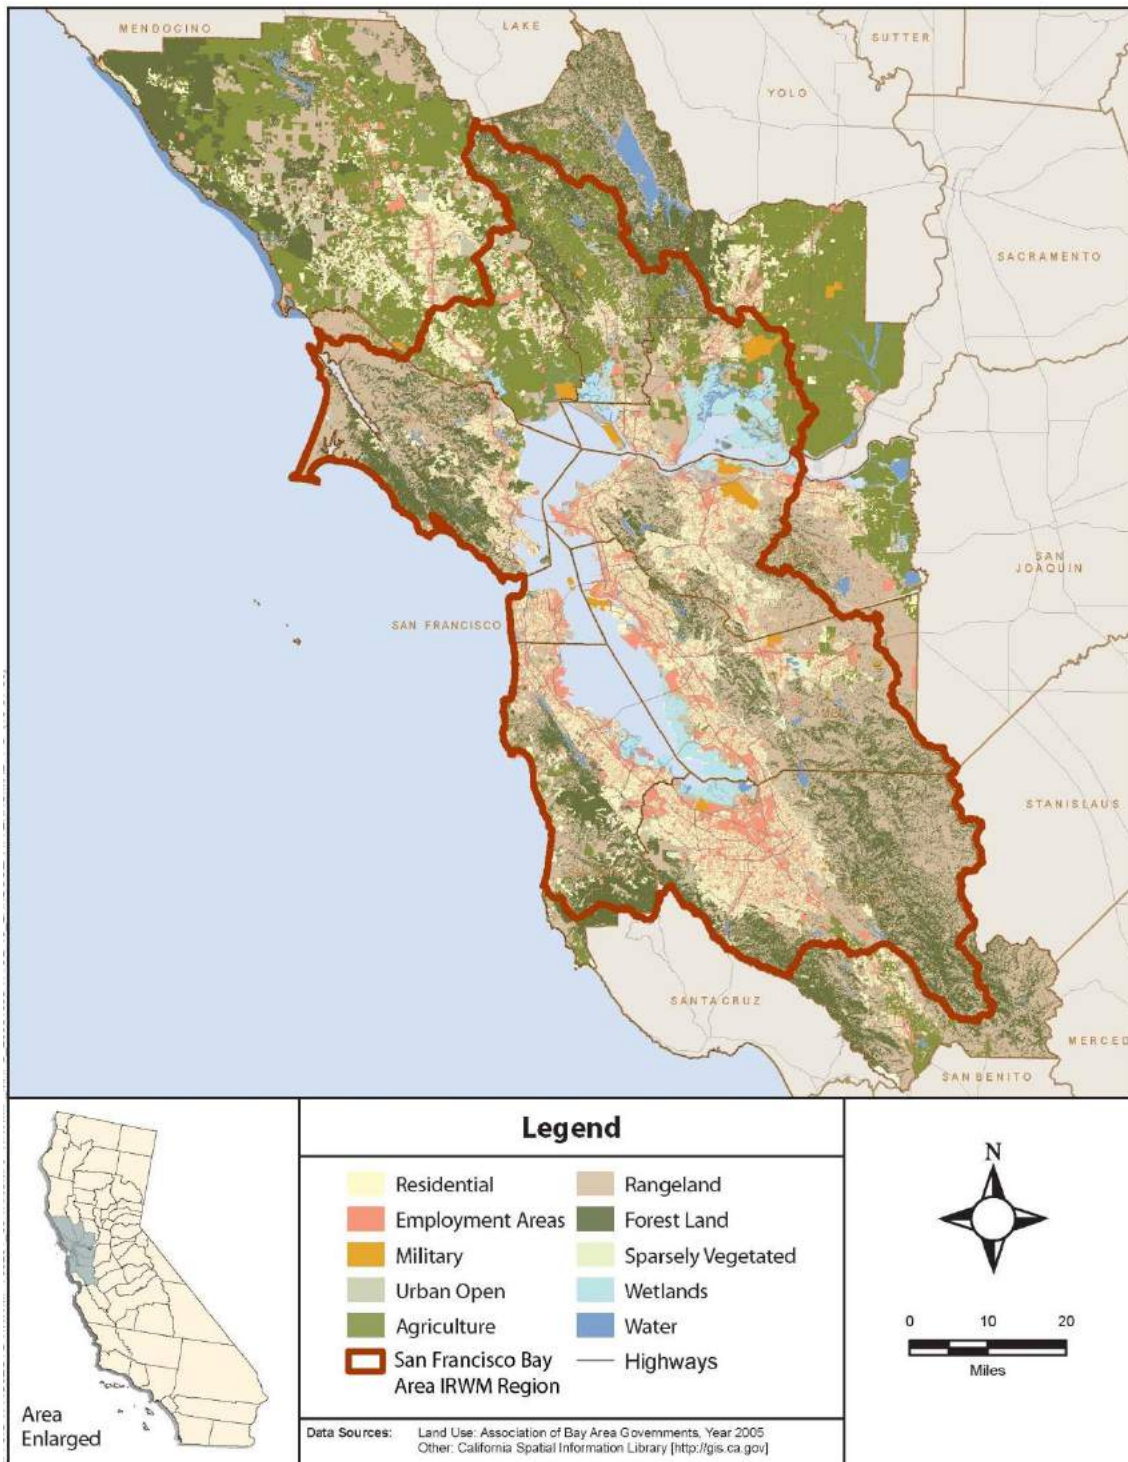 MENDOCINO
LAKE
SUTTER
YOLO
SACRAMENTO
SAN
JOAQUIN
SAN FRANCISCO
STANISLAUS
SANTA CRUZ
MERCED
SAN BENITO
Legend
Residential
Employment Areas
Military
Urban Open
Agriculture
San Francisco Bay
Area IRWM Region
Rangeland
Forest Land
Sparsely Vegetated
Wetlands
Water
Highways
N
0 10 20
Miles
Area
Enlarged
Data Sources: Land Use: Association of Bay Area Governments, Year 2005
Other: California Spatial Information Library [http://gis.ca.gov]